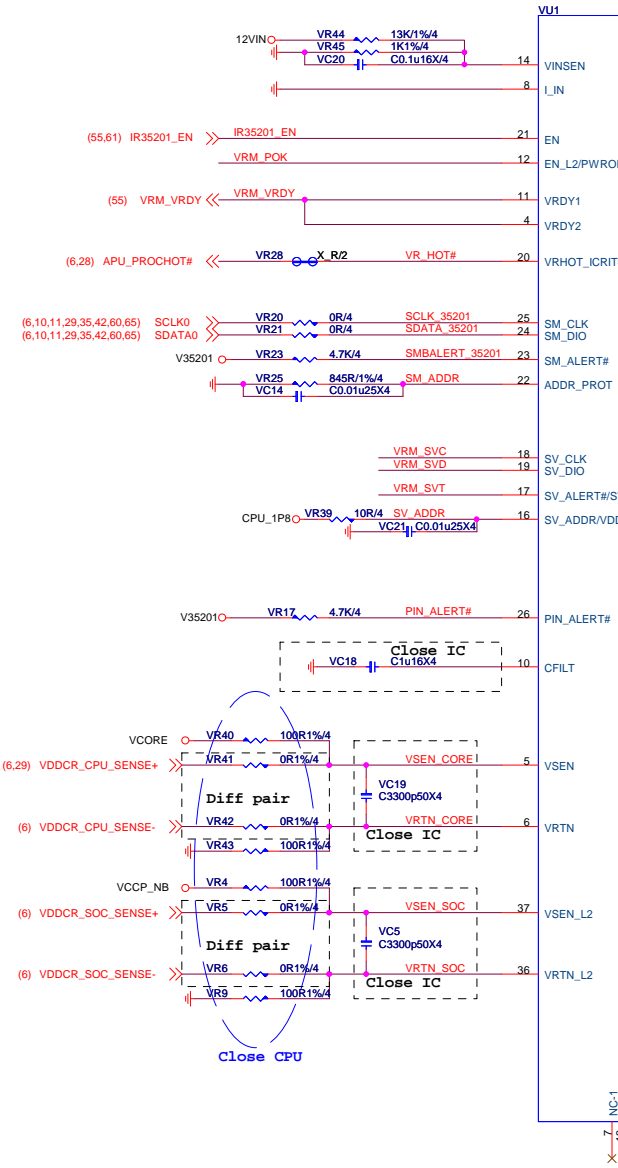 VU1
VR44 13K/1%/4
12VIN
VR45 1K1%/4
VC20 C0.1u16X/4
14 VINSEN
8 I_IN
(55,61) IR35201_EN IR35201_EN 21 EN
VRM_POK 12 EN_L2/PWRO
(55) VRM_VRDY VRM_VRDY 11 VRDY1
4 VRDY2
(6,28) APU_PROCHOT# VR28 X_R/2 VR_HOT# 20 VRHOT_ICRIT
(6,10,11,29,35,42,60,65) SCLK0 VR20 0R/4 SCLK_35201 25 SM_CLK
(6,10,11,29,35,42,60,65) SDATA0 VR21 0R/4 SDATA_35201 24 SM_DIO
V35201 VR23 4.7K/4 SMBALERT_35201 23 SM_ALERT#
VR25 845R/1%/4 SM_ADDR 22 ADDR_PROT
VC14 C0.01u25X4
VRM_SVC 18 SV_CLK
VRM_SVD 19 SV_DIO
VRM_SVT 17 SV_ALERT#/S
CPU_1P8 VR39 10R/4 SV_ADDR 16 SV_ADDR/VDD
VC21 C0.01u25X4
V35201 VR17 4.7K/4 PIN_ALERT# 26 PIN_ALERT#
Close IC
VC18 C1u16X4 10 CFILT
VCORE VR40 100R1%/4
(6,29) VDDCR_CPU_SENSE+ VR41 0R1%/4 VSEN_CORE 5 VSEN
Diff pair
VC19
C3300p50X4
(6) VDDCR_CPU_SENSE- VR42 0R1%/4 VRTN_CORE 6 VRTN
Close IC
VR43 100R1%/4
VCCP_NB VR4 100R1%/4
(6) VDDCR_SOC_SENSE+ VR5 0R1%/4 VSEN_SOC 37 VSEN_L2
Diff pair
VC5
C3300p50X4
(6) VDDCR_SOC_SENSE- VR6 0R1%/4 VRTN_SOC 36 VRTN_L2
Close IC
VR9 100R1%/4
Close CPU
NC-1
7